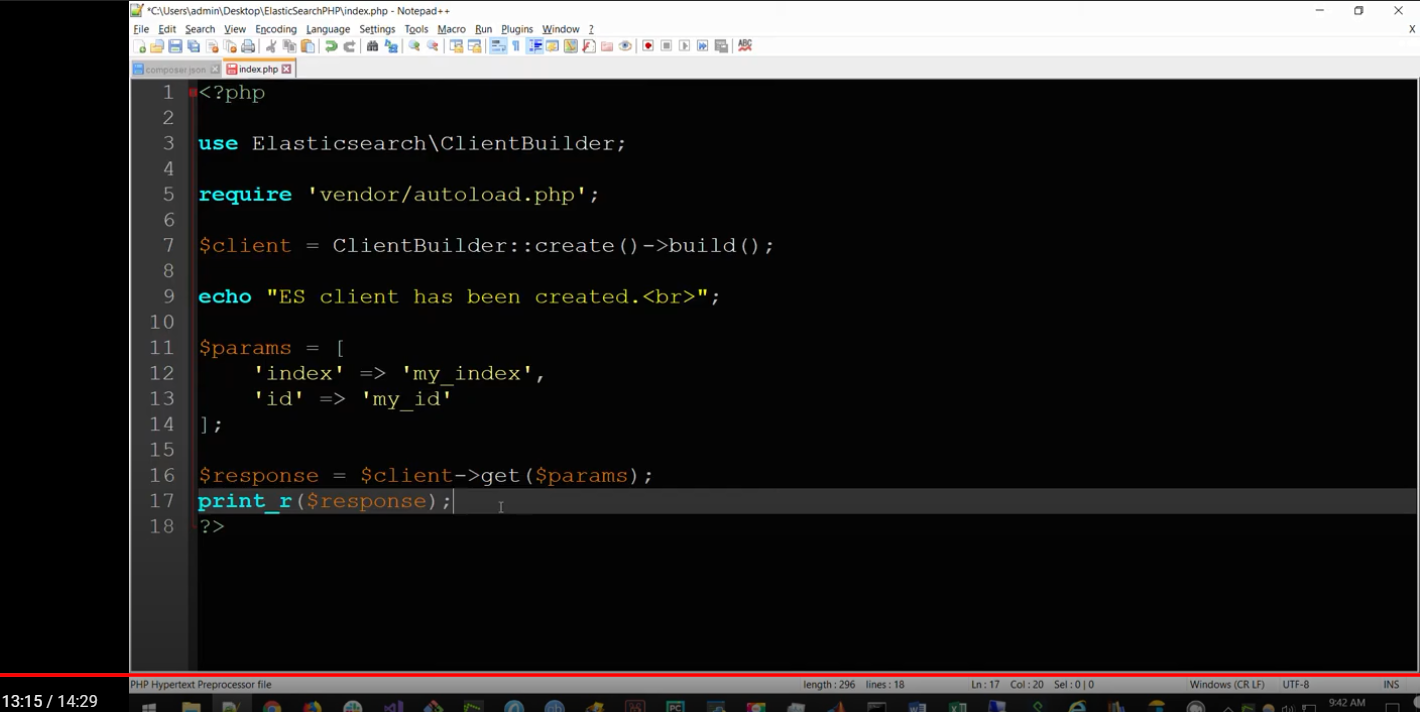 *C:\Users\admin\Desktop\ElasticSearchPHP\index.php - Notepad++
File Edit Search View Encoding Language Settings Tools Macro Run Plugins Window ? X
composer.json index.php
1 <?php
2
3 use Elasticsearch\ClientBuilder;
4
5 require 'vendor/autoload.php';
6
7 $client = ClientBuilder::create()->build();
8
9 echo "ES client has been created.<br>";
10
11 $params = [
12 'index' => 'my_index',
13 'id' => 'my_id'
14 ];
15
16 $response = $client->get($params);
17 print_r($response);
18 ?>
PHP Hypertext Preprocessor file length : 296 lines : 18 Ln : 17 Col : 20 Sel : 0 | 0 Windows (CR LF) UTF-8 INS
13:15 / 14:29
9:42 AM